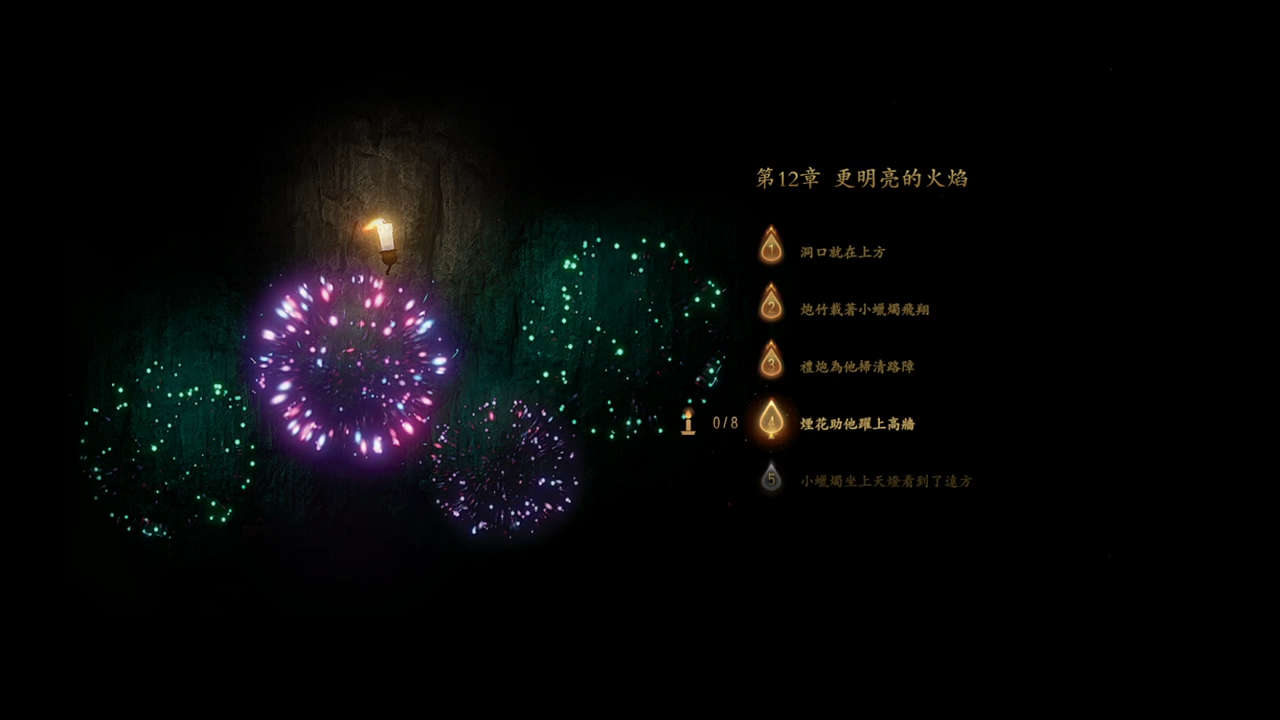 第12章 更明亮的火焰
1 洞口就在上方
2 炮竹載著小蠟燭飛翔
3 禮炮為他掃清路障
0/8 4 煙花助他躍上高牆
5 小蠟燭坐上天燈看到了遠方